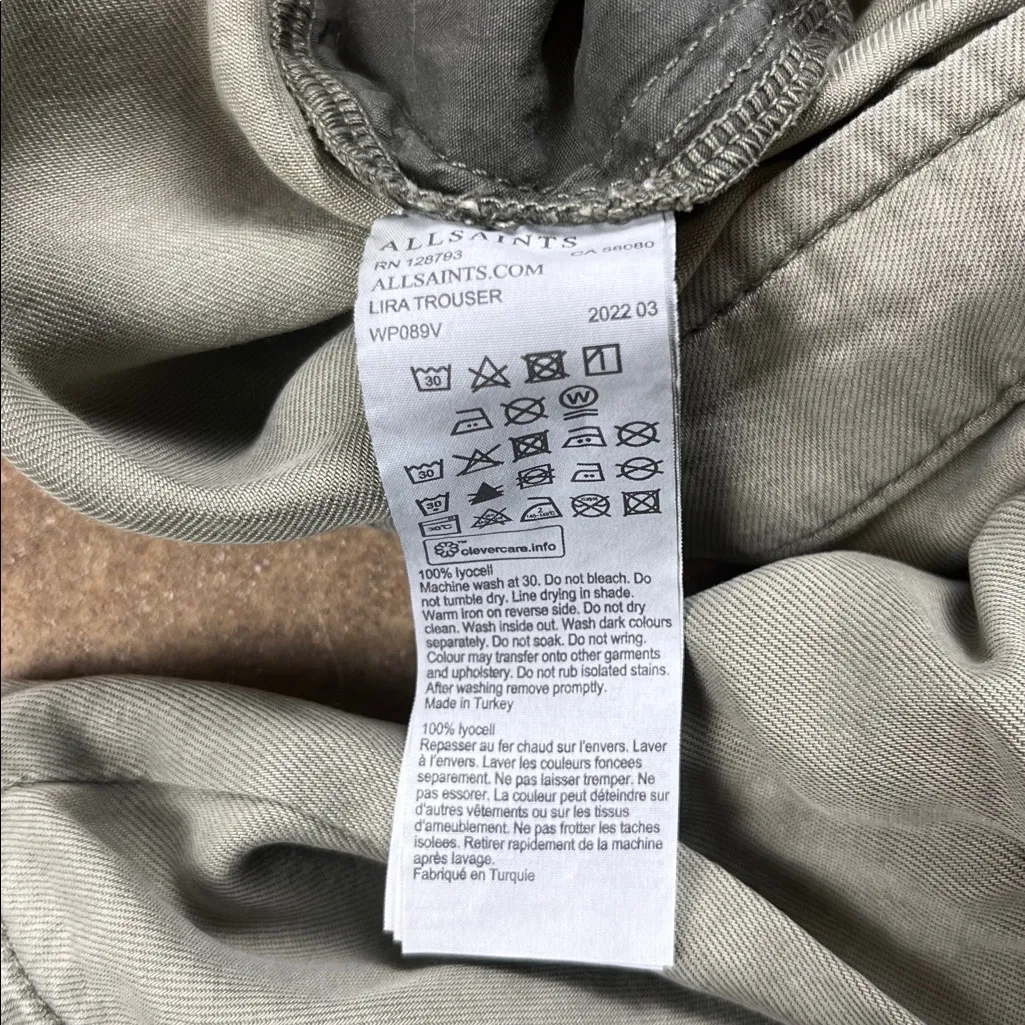 ALLSAINTS
RN 128793 CA 58080
ALLSAINTS.COM
LIRA TROUSER
WP089V 2022 03
30
W
30
30
30°C
clevercare.info
100% lyocell
Machine wash at 30. Do not bleach. Do
not tumble dry. Line drying in shade.
Warm Iron on reverse side. Do not dry
clean. Wash inside out. Wash dark colours
separately. Do not soak. Do not wring.
Colour may transfer onto other garments
and upholstery. Do not rub isolated stains.
After washing remove promptly.
Made in Turkey
100% lyocell
Repasser au fer chaud sur l'envers. Laver
à l'envers. Laver les couleurs foncees
separement. Ne pas laisser tremper. Ne
pas essorer. La couleur peut déteindre sur
d'autres vêtements ou sur les tissus
d'ameublement. Ne pas frotter les taches
isolees. Retirer rapidement de la machine
après lavage.
Fabriqué en Turquie